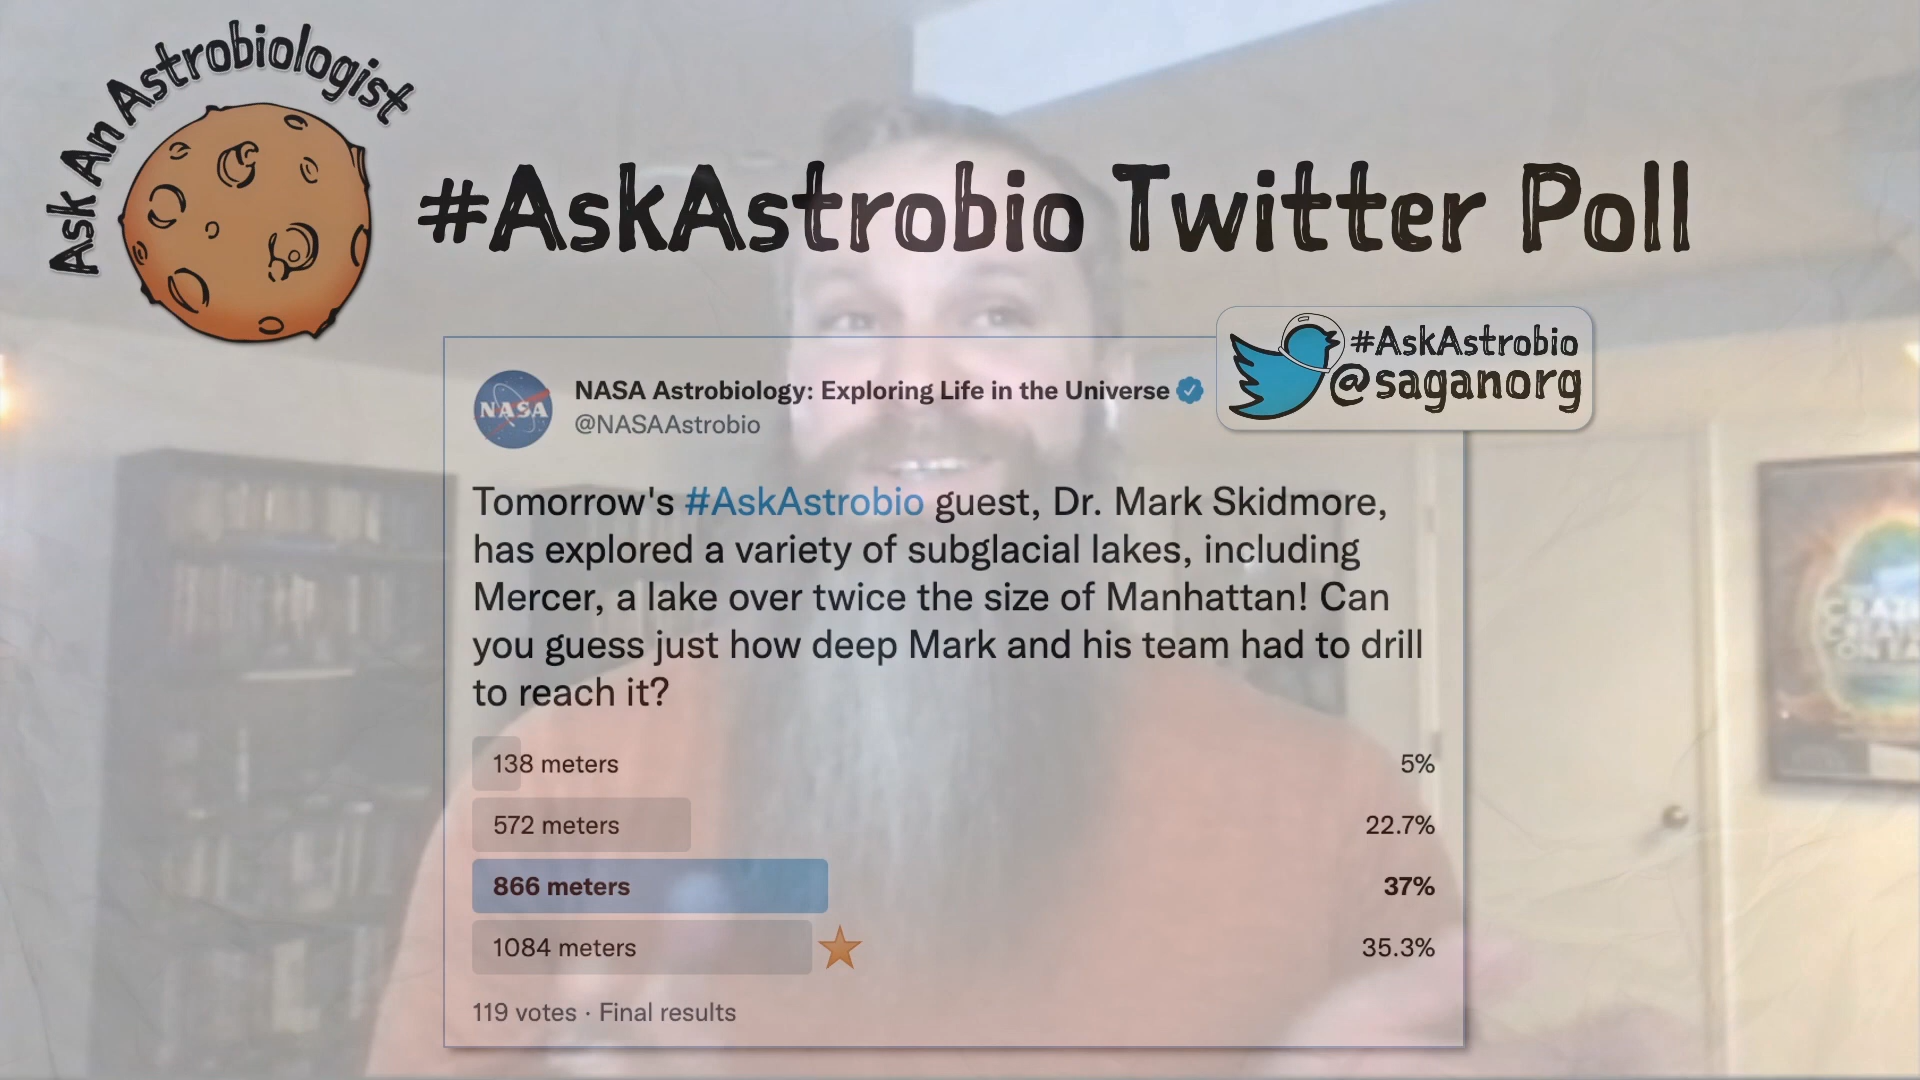 Ask An Astrobiologist
#AskAstrobio Twitter Poll
#AskAstrobio
@saganorg
NASA
NASA Astrobiology: Exploring Life in the Universe
@NASAAstrobio
Tomorrow's #AskAstrobio guest, Dr. Mark Skidmore,
has explored a variety of subglacial lakes, including
Mercer, a lake over twice the size of Manhattan! Can
you guess just how deep Mark and his team had to drill
to reach it?
138 meters 5%
572 meters 22.7%
866 meters 37%
1084 meters 35.3%
119 votes · Final results